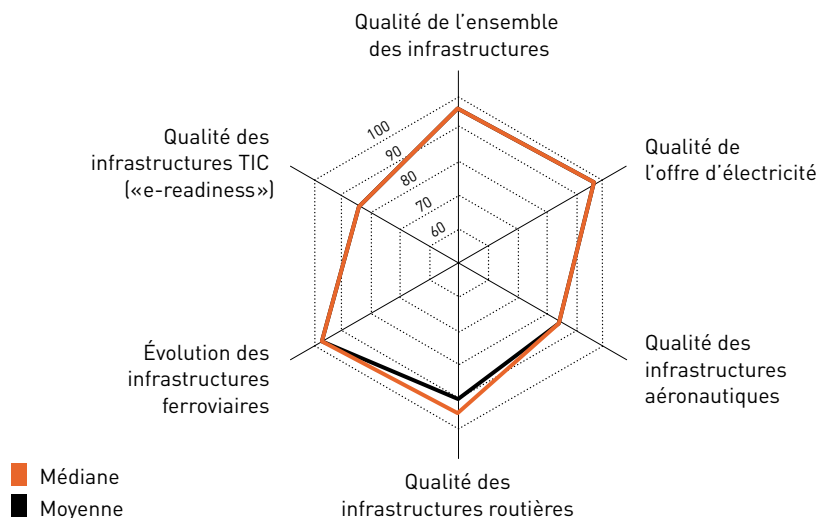 Qualité de l’ensemble
des infrastructures
Qualité de
l’offre d’électricité
Qualité des
infrastructures TIC
(«e-readiness»)
100
90
80
70
60
Évolution des
infrastructures
ferroviaires
Qualité des
infrastructures
aéronautiques
Qualité des
infrastructures routières
Médiane
Moyenne